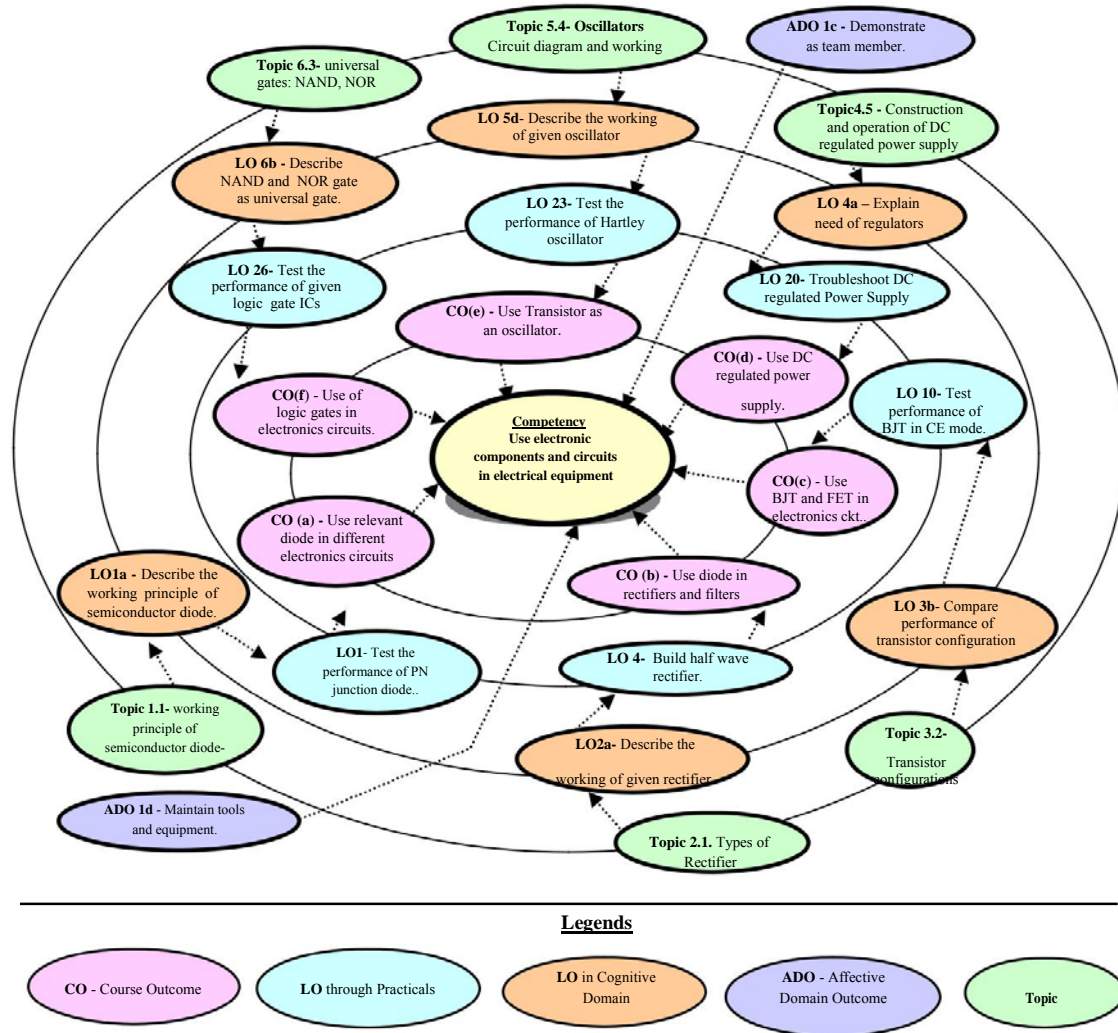 Topic 5.4- Oscillators
Circuit diagram and working
ADO 1c - Demonstrate
as team member.
Topic 6.3- universal
gates: NAND, NOR
Topic4.5 - Construction
and operation of DC
regulated power supply
LO 5d- Describe the working
of given oscillator
LO 6b - Describe
NAND and NOR gate
as universal gate.
LO 4a – Explain
need of regulators
LO 23- Test the
performance of Hartley
oscillator
LO 26- Test the
performance of given
logic gate ICs
LO 20- Troubleshoot DC
regulated Power Supply
CO(e) - Use Transistor as
an oscillator.
CO(d) - Use DC
regulated power
supply.
CO(f) - Use of
logic gates in
electronics circuits.
LO 10- Test
performance of
BJT in CE mode.
Competency
Use electronic
components and circuits
in electrical equipment
CO(c) - Use
BJT and FET in
electronics ckt..
CO (a) - Use relevant
diode in different
electronics circuits
CO (b) - Use diode in
rectifiers and filters
LO1a - Describe the
working principle of
semiconductor diode.
LO 3b- Compare
performance of
transistor configuration
LO1- Test the
performance of PN
junction diode..
LO 4- Build half wave
rectifier.
Topic 1.1- working
principle of
semiconductor diode-
LO2a- Describe the
working of given rectifier
Topic 3.2-
Transistor
configurations
ADO 1d - Maintain tools
and equipment.
Topic 2.1. Types of
Rectifier
Legends
CO - Course Outcome
LO through Practicals
LO in Cognitive
Domain
ADO - Affective
Domain Outcome
Topic